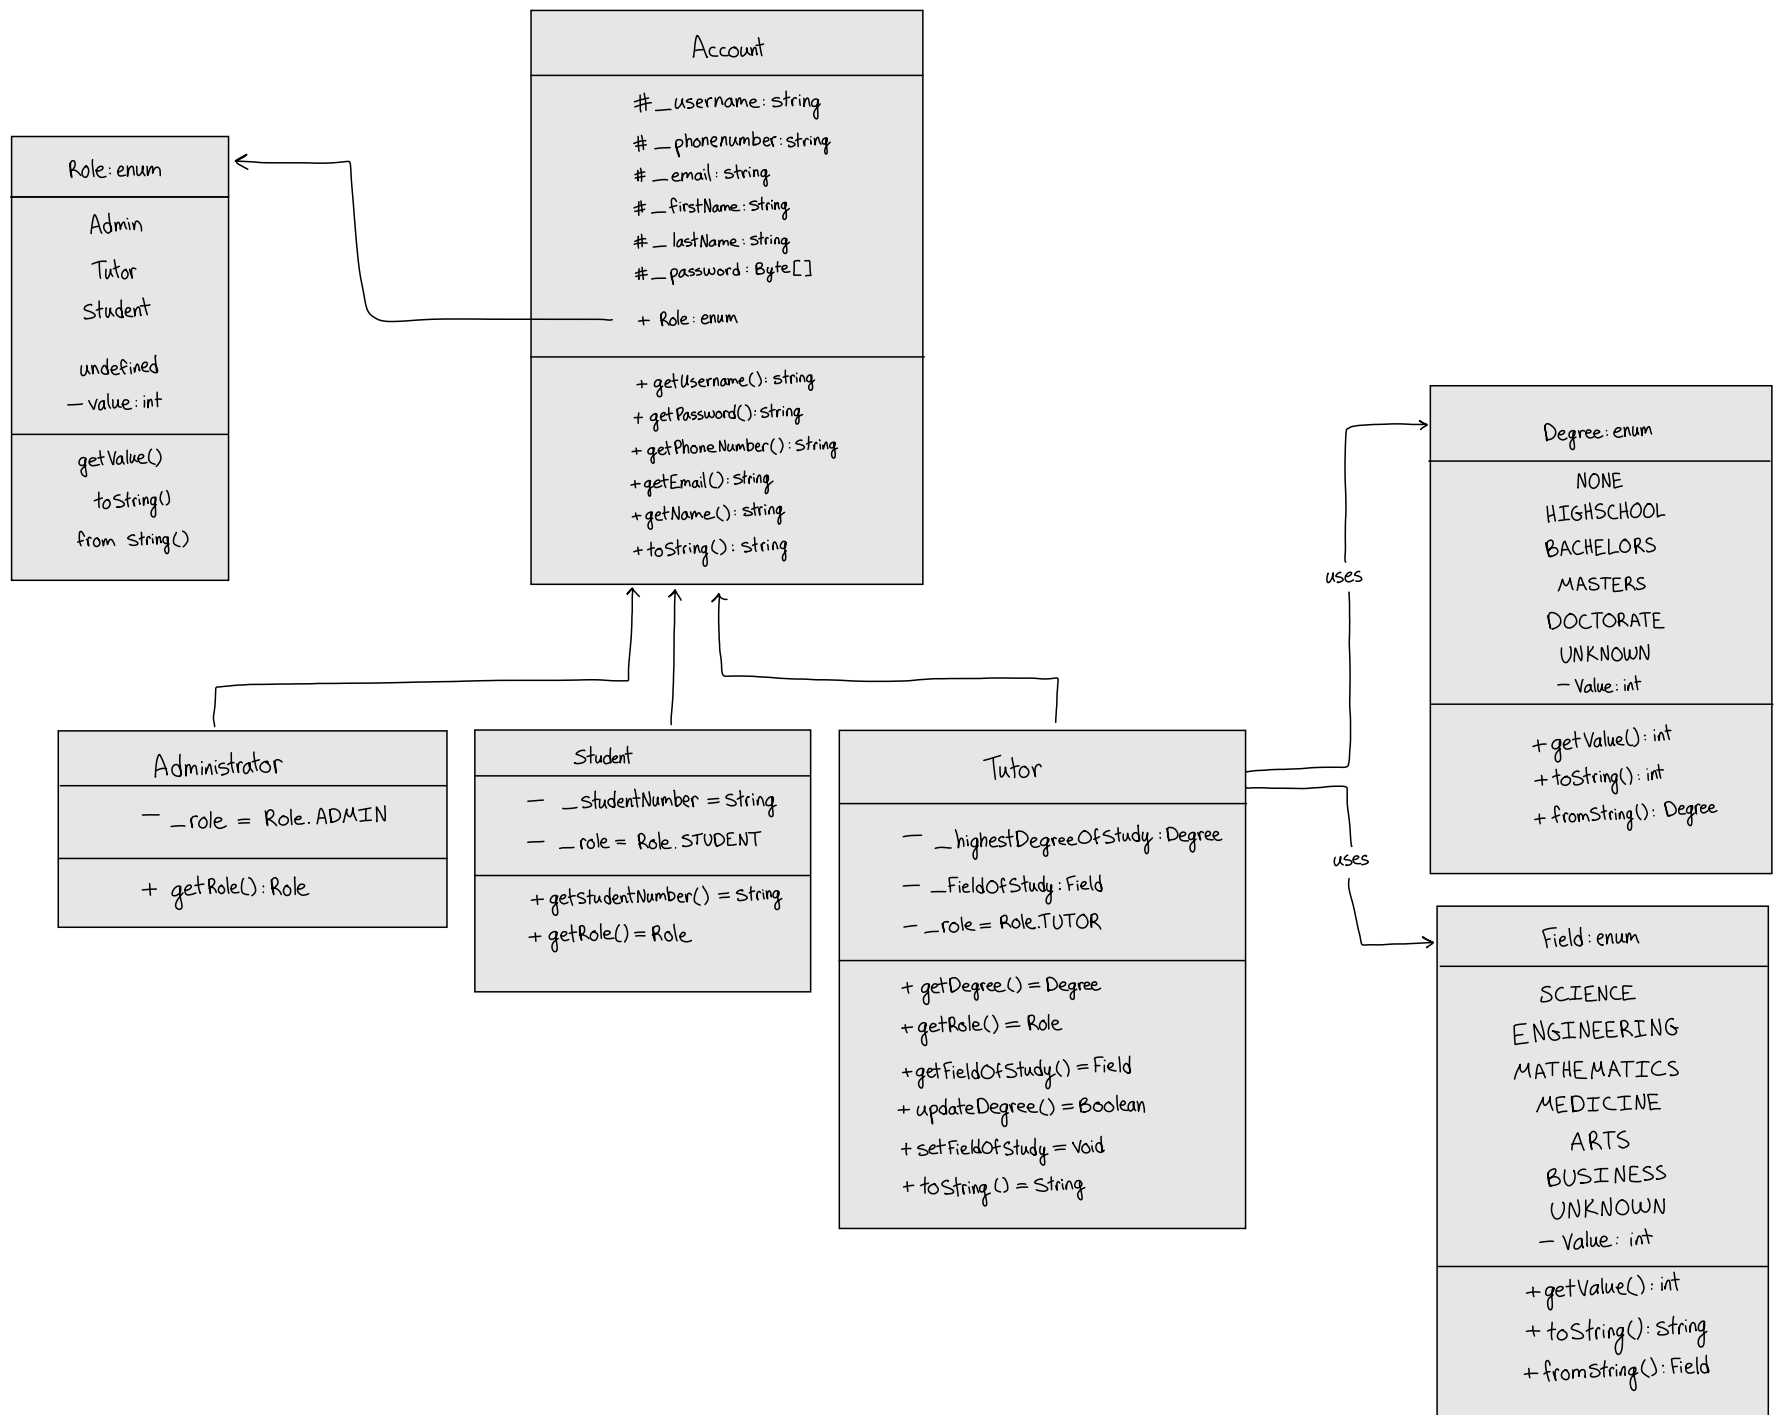 Account
#_username: string
# _phonenumber: string
# _email: string
# _firstName: string
# _lastName: string
#_password: Byte[]
+ Role: enum
+ getUsername(): string
+ getPassword(): string
+ getPhoneNumber(): String
+ getEmail(): string
+ getName(): string
+ toString(): string
Role: enum
Admin
Tutor
Student
undefined
- value: int
getValue()
toString()
from String()
Administrator
- _role = Role.ADMIN
+ getRole(): Role
Student
- _studentNumber = String
- _role = Role.STUDENT
+ getstudentNumber() = String
+ getRole() = Role
Tutor
- _highestDegreeOfStudy: Degree
- _FieldOfStudy: Field
- _role = Role.TUTOR
+ getDegree() = Degree
+ getRole() = Role
+ getFieldOfStudy() = Field
+ updateDegree() = Boolean
+ setFieldOfStudy = Void
+ toString() = String
uses
uses
Degree: enum
NONE
HIGHSCHOOL
BACHELORS
MASTERS
DOCTORATE
UNKNOWN
- Value: int
+ getValue(): int
+ toString(): int
+ fromString(): Degree
Field: enum
SCIENCE
ENGINEERING
MATHEMATICS
MEDICINE
ARTS
BUSINESS
UNKNOWN
- Value: int
+ getValue(): int
+ toString(): String
+ fromString(): Field